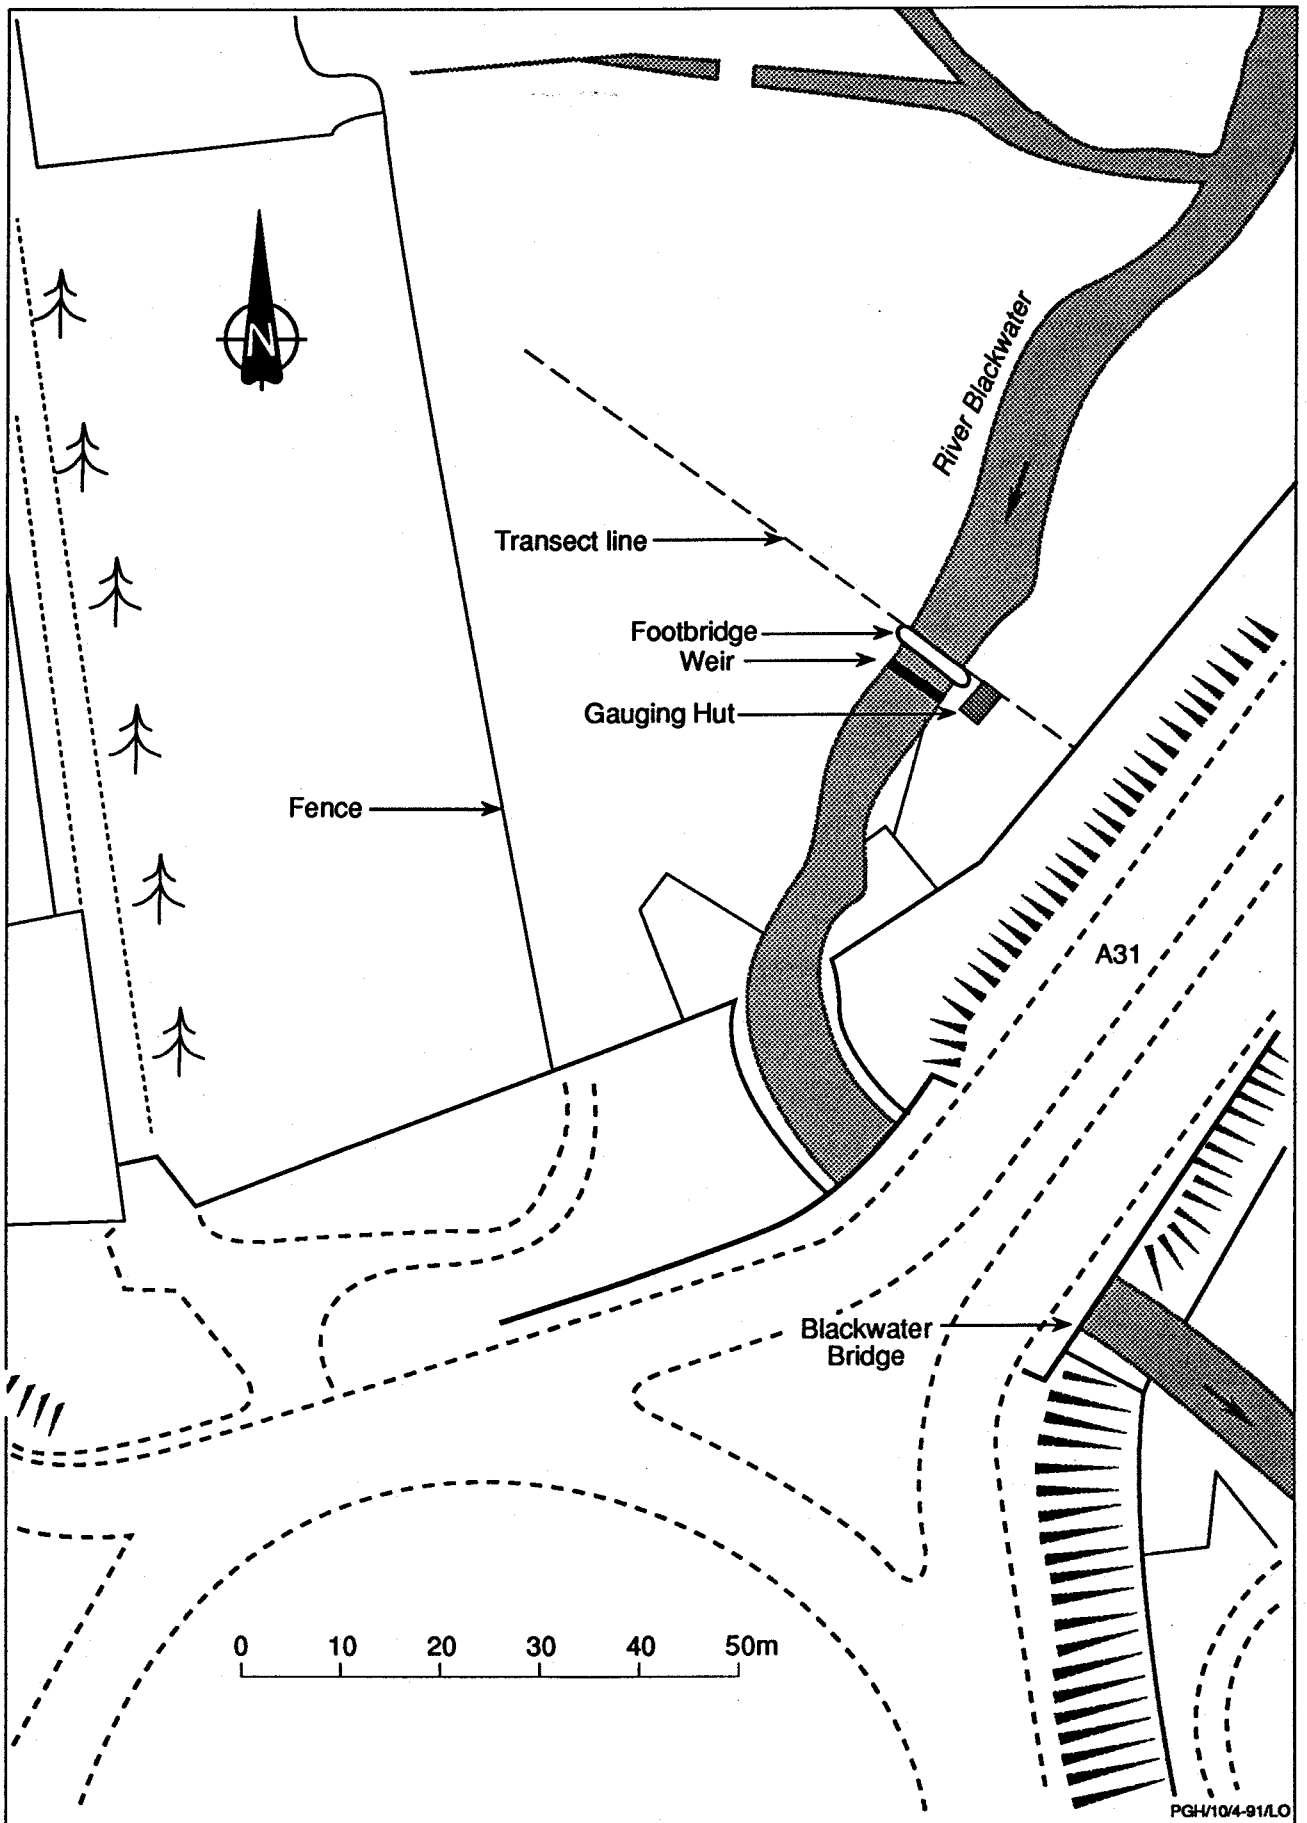 N
River Blackwater
Transect line
Footbridge
Weir
Gauging Hut
Fence
A31
Blackwater
Bridge
0 10 20 30 40 50m
PGH/10/4-91/LO